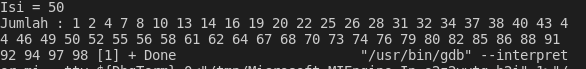 Isi = 50
Jumlah : 1 2 4 7 8 10 13 14 16 19 20 22 25 26 28 31 32 34 37 38 40 43 4
4 46 49 50 52 55 56 58 61 62 64 67 68 70 73 74 76 79 80 82 85 86 88 91
92 94 97 98 [1] + Done                 "/usr/bin/gdb" --interpret